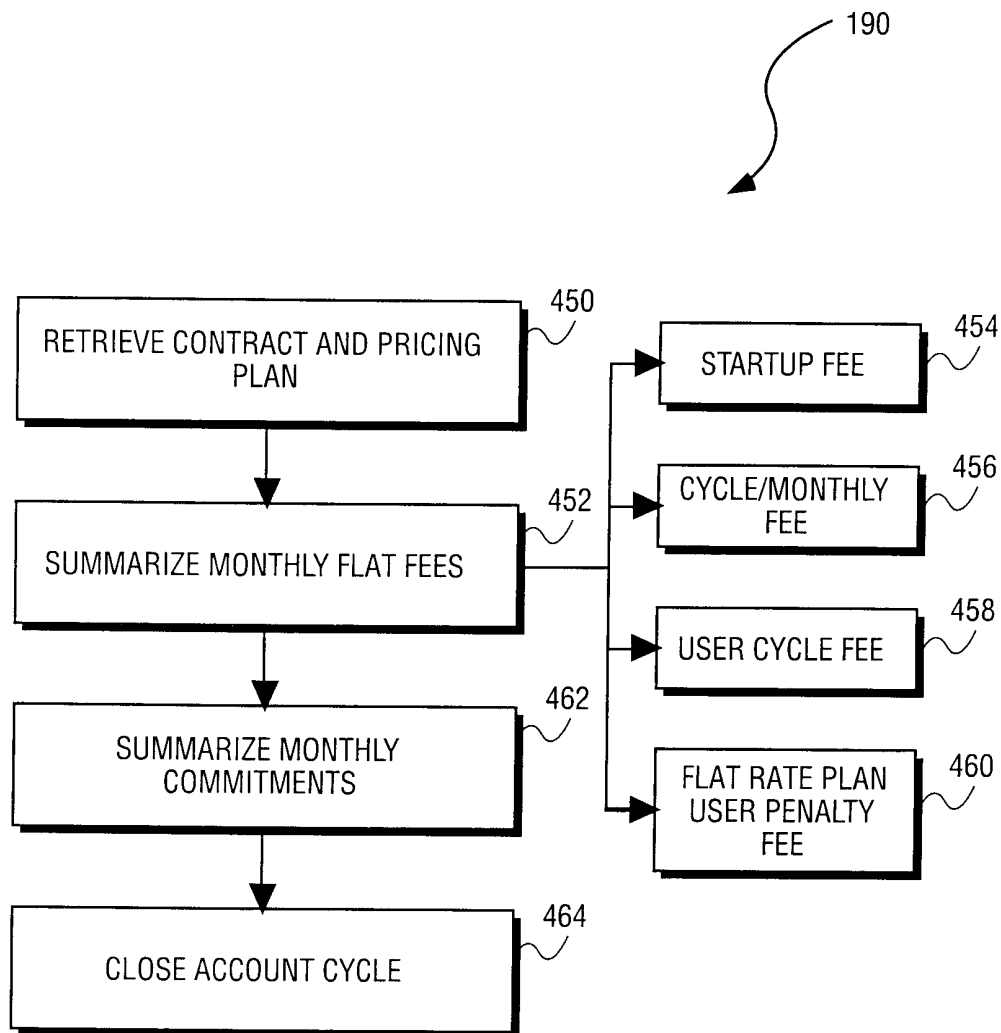 190
450
RETRIEVE CONTRACT AND PRICING
PLAN
452
SUMMARIZE MONTHLY FLAT FEES
454
STARTUP FEE
456
CYCLE/MONTHLY
FEE
458
USER CYCLE FEE
460
FLAT RATE PLAN
USER PENALTY
FEE
462
SUMMARIZE MONTHLY
COMMITMENTS
464
CLOSE ACCOUNT CYCLE